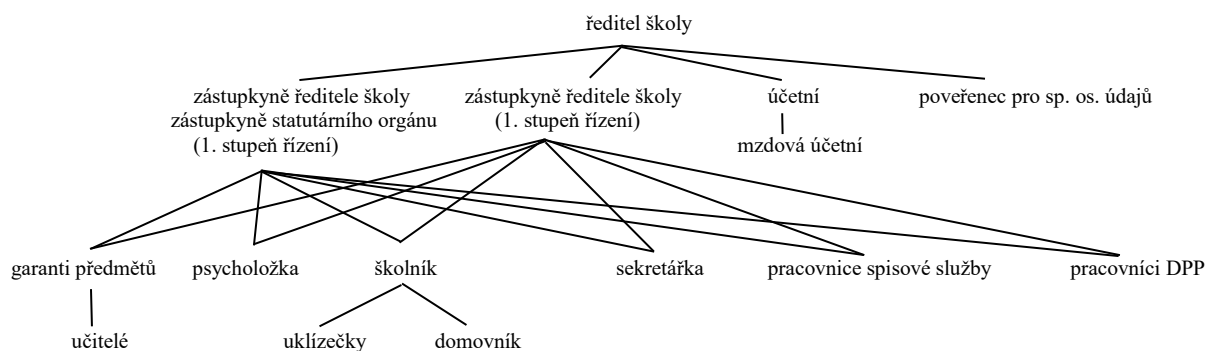 ředitel školy
zástupkyně ředitele školy
zástupkyně statutárního orgánu
(1. stupeň řízení)
zástupkyně ředitele školy
(1. stupeň řízení)
účetní
mzdová účetní
poveřenec pro sp. os. údajů
garanti předmětů
psycholožka
školník
sekretářka
pracovnice spisové služby
pracovníci DPP
učitelé
uklízečky
domovník